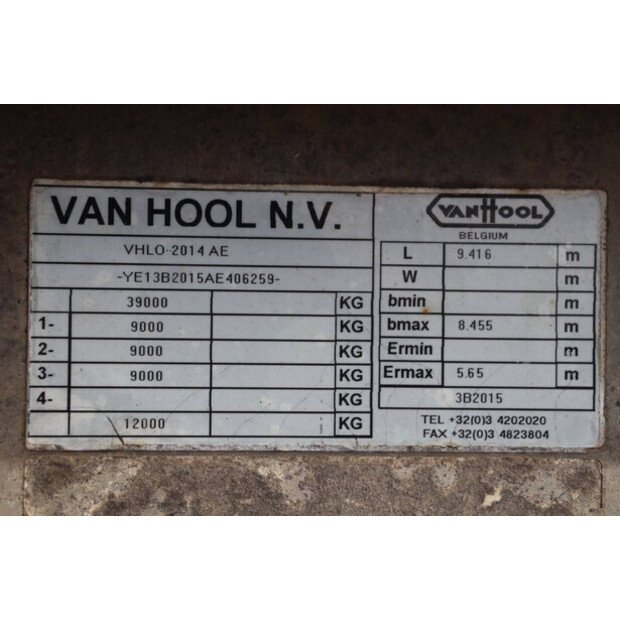 VAN HOOL N.V.
VHLO 2014 AE
-YE13B2015AE406259-
39000 KG
1- 9000 KG
2- 9000 KG
3- 9000 KG
4- KG
12000 KG
VANHOOL
BELGIUM
L 9.416 m
W m
bmin m
bmax 8.455 m
Ermin m
Ermax 5.65 m
3B2015
TEL +32(0)3 4202020
FAX +32(0)3 4823804